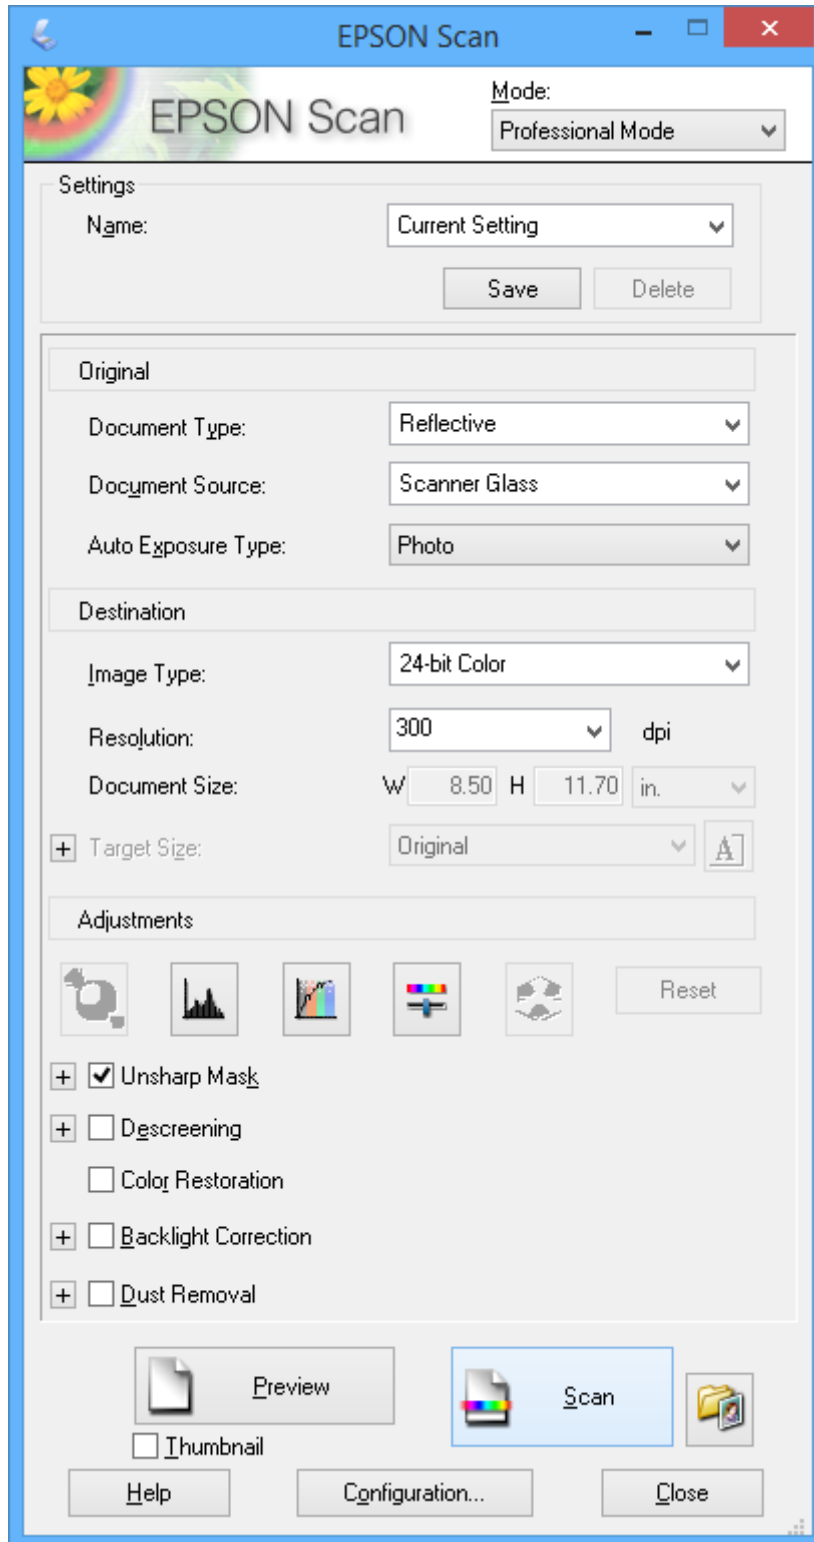 EPSON Scan
EPSON Scan
Mode:
Professional Mode
Settings
Name:
Current Setting
Save
Delete
Original
Document Type:
Reflective
Document Source:
Scanner Glass
Auto Exposure Type:
Photo
Destination
Image Type:
24-bit Color
Resolution:
300
dpi
Document Size:
W 8.50 H 11.70 in.
Target Size:
Original
A
Adjustments
Reset
Unsharp Mask
Descreening
Color Restoration
Backlight Correction
Dust Removal
Preview
Scan
Thumbnail
Help
Configuration...
Close